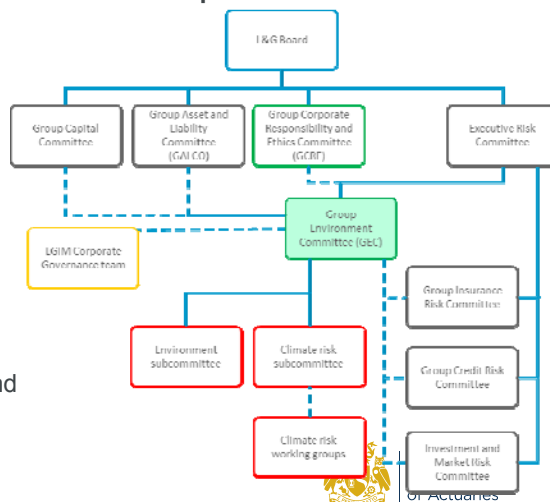 L&G Board
Group Capital
Committee
Group Asset and
Liability
Committee
(GALCO)
Group Corporate
Responsibility and
Ethics Committee
(GCRE)
Executive Risk
Committee
Group
Environment
Committee (GEC)
LGIM Corporate
Governance team
Group Insurance
Risk Committee
Environment
subcommittee
Climate risk
subcommittee
Group Credit Risk
Committee
nd
Climate risk
working groups
Investment and
Market Risk
Committee
of Actuaries